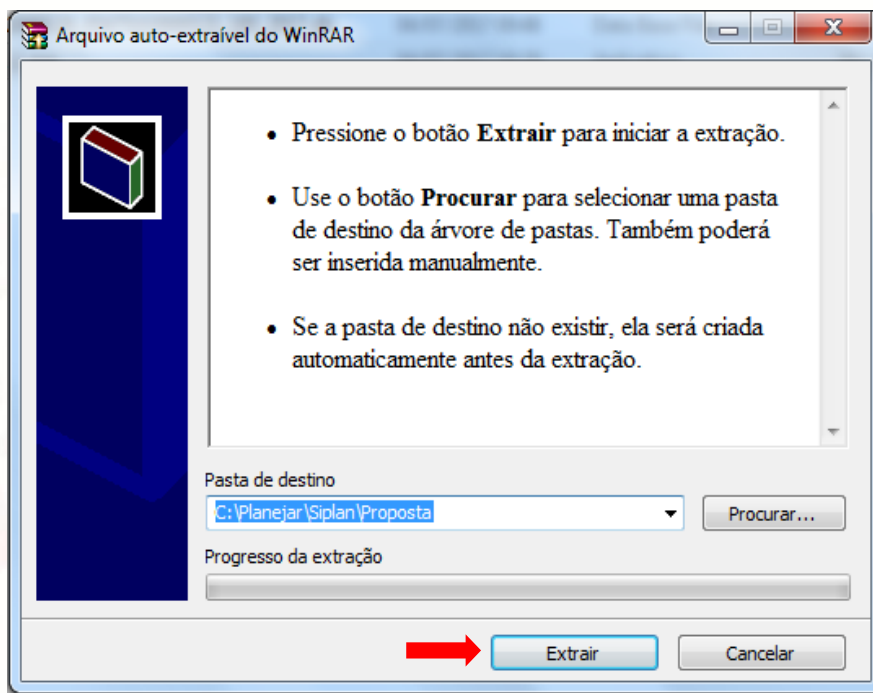 Arquivo auto-extraível do WinRAR
• Pressione o botão Extrair para iniciar a extração.
• Use o botão Procurar para selecionar uma pasta
de destino da árvore de pastas. Também poderá
ser inserida manualmente.
• Se a pasta de destino não existir, ela será criada
automaticamente antes da extração.
Pasta de destino
C:\Planejar\Siplan\Proposta
Procurar...
Progresso da extração
Extrair
Cancelar